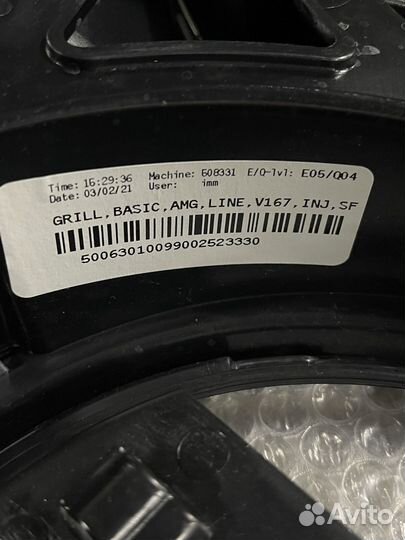 Time: 16:29:36 Machine: 608331 E/Q-lvl: E05/Q04
Date: 03/02/21 User: imm
GRILL,BASIC,AMG,LINE,V167,INJ,SF
50063010099002523330
Avito